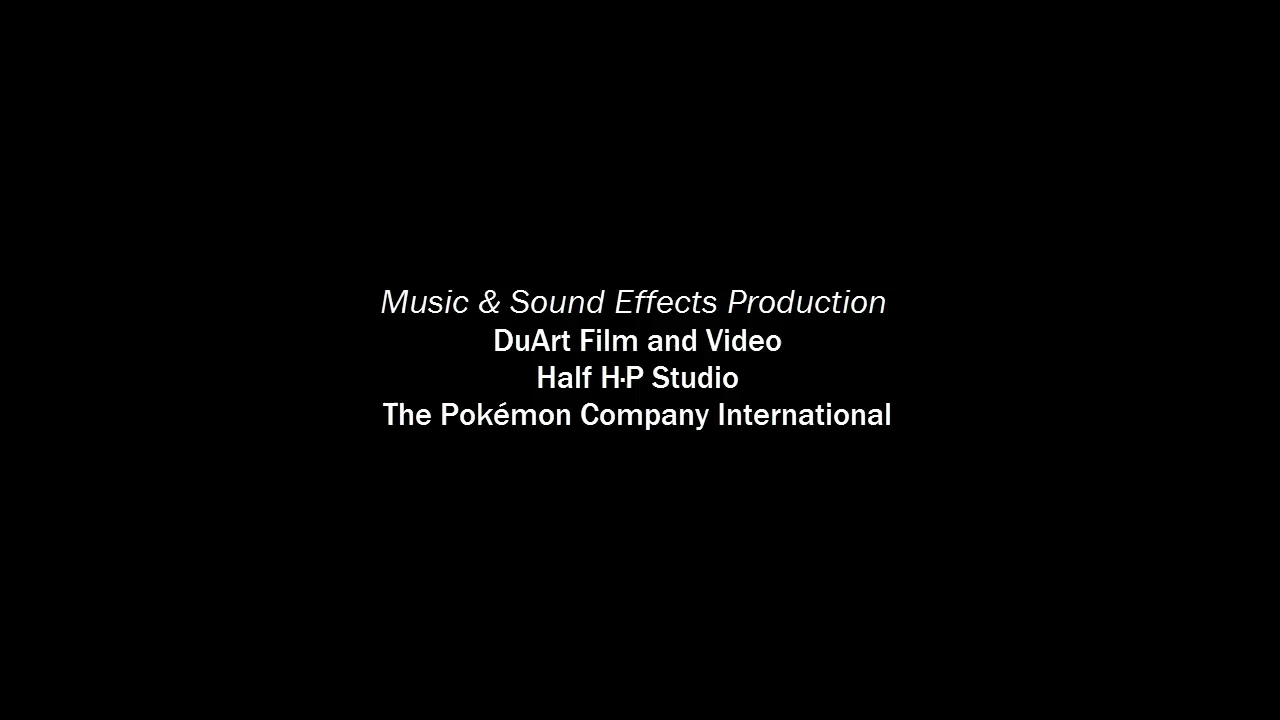 Music & Sound Effects Production
DuArt Film and Video
Half H·P Studio
The Pokémon Company International